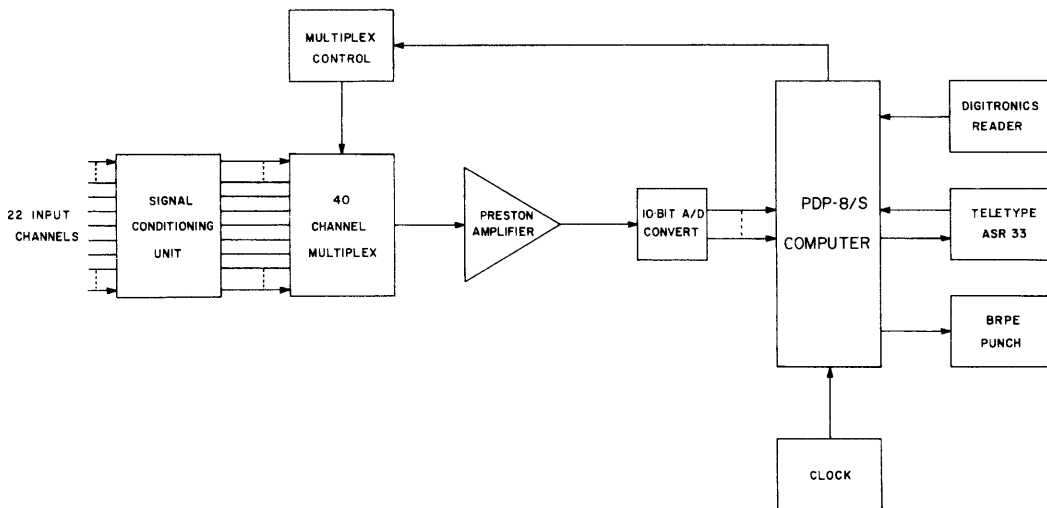 MULTIPLEX
CONTROL
22 INPUT
CHANNELS
SIGNAL
CONDITIONING
UNIT
40
CHANNEL
MULTIPLEX
PRESTON
AMPLIFIER
10-BIT A/D
CONVERT
PDP-8/S
COMPUTER
DIGITRONICS
READER
TELETYPE
ASR 33
BRPE
PUNCH
CLOCK